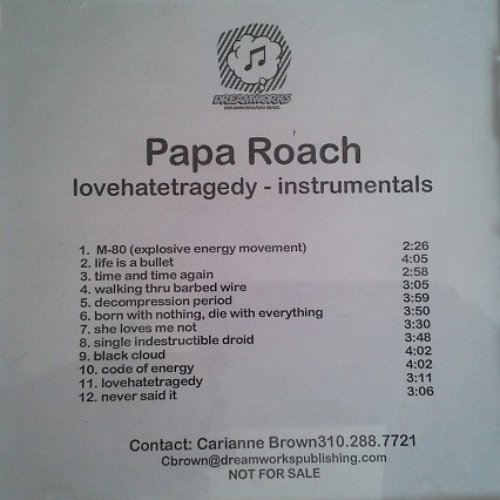 DREAMWORKS
DREAMWORKS/SKG MUSIC
Papa Roach
lovehatetragedy - instrumentals
1. M-80 (explosive energy movement) 2:26
2. life is a bullet 4:05
3. time and time again 2:58
4. walking thru barbed wire 3:05
5. decompression period 3:59
6. born with nothing, die with everything 3:50
7. she loves me not 3:30
8. single indestructible droid 3:48
9. black cloud 4:02
10. code of energy 4:02
11. lovehatetragedy 3:11
12. never said it 3:06
Contact: Carianne Brown310.288.7721
Cbrown@dreamworkspublishing.com
NOT FOR SALE